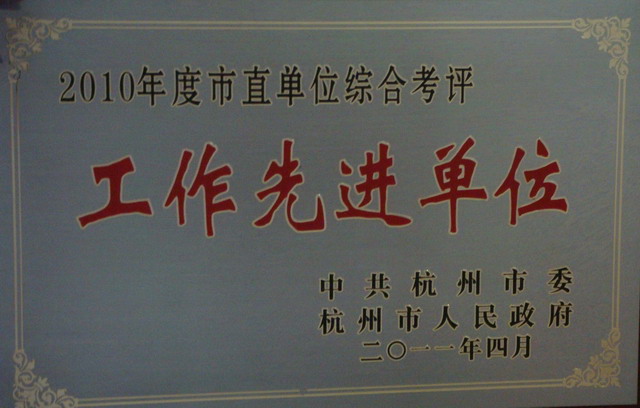 2010年度市直单位综合考评
工作先进单位
中共杭州市委
杭州市人民政府
二〇一一年四月